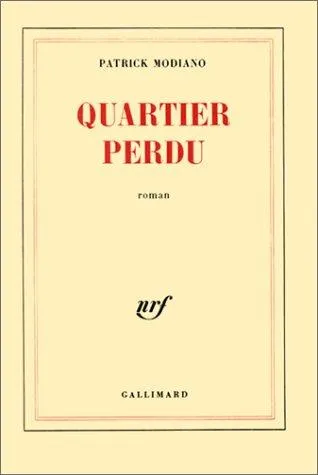 PATRICK MODIANO
QUARTIER
PERDU
roman
nrf
GALLIMARD